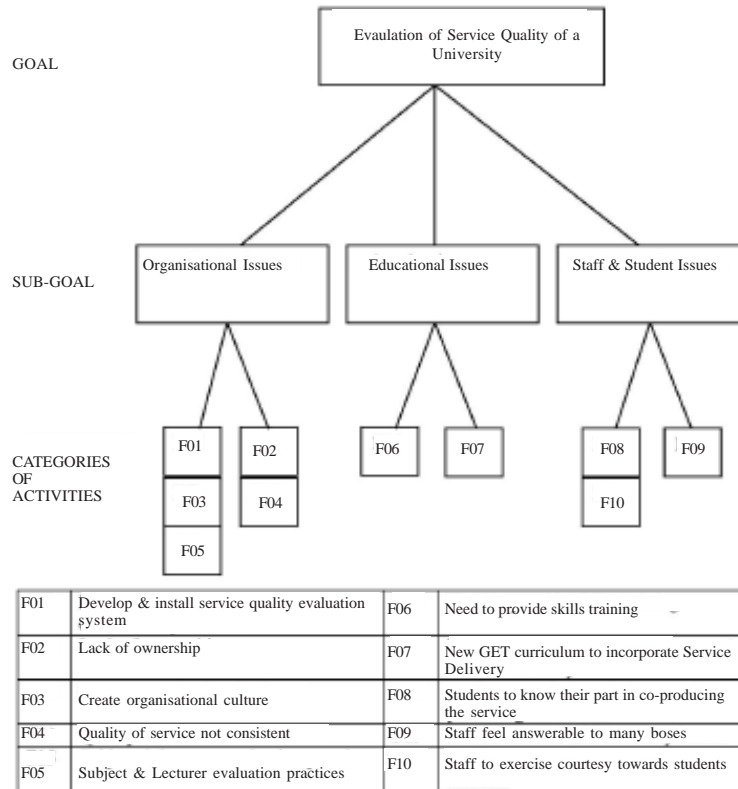 Evaulation of Service Quality of a
University
GOAL
SUB-GOAL
Organisational Issues
Educational Issues
Staff & Student Issues
CATEGORIES
OF
ACTIVITIES
F01
F02
F06
F07
F08
F09
F03
F04
F10
F05
F01 Develop & install service quality evaluation
system
F06 Need to provide skills training
F02 Lack of ownership
F07 New GET curriculum to incorporate Service
Delivery
F03 Create organisational culture
F08 Students to know their part in co-producing
the service
F04 Quality of service not consistent
F09 Staff feel answerable to many boses
F05 Subject & Lecturer evaluation practices
F10 Staff to exercise courtesy towards students